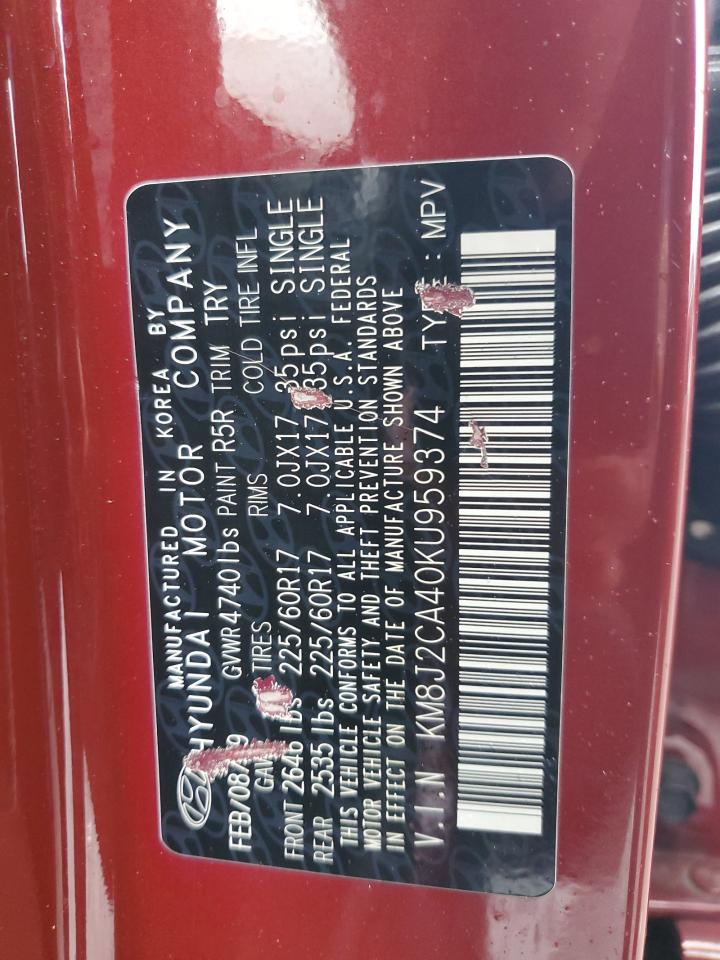 MANUFACTURED IN KOREA BY
HYUNDAI MOTOR COMPANY
FEB/08/19 GVWR4740lbs PAINT R5R TRIM TRY
TIRES RIMS COLD TIRE INFL
FRONT 2646 lbs 225/60R17 7.0JX17 35psi SINGLE
REAR 2535 lbs 225/60R17 7.0JX17 35psi SINGLE
THIS VEHICLE CONFORMS TO ALL APPLICABLE U.S.A. FEDERAL
MOTOR VEHICLE SAFETY AND THEFT PREVENTION STANDARDS
IN EFFECT ON THE DATE OF MANUFACTURE SHOWN ABOVE
V.I.N KM8J2CA40KU959374 TYPE : MPV